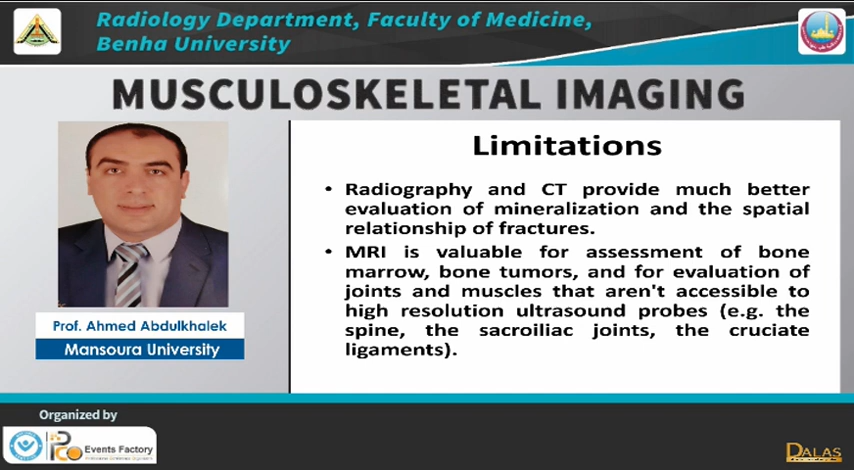 Radiology Department, Faculty of Medicine,
Benha University
MUSCULOSKELETAL IMAGING
Prof. Ahmed Abdulkhalek
Mansoura University
Limitations
• Radiography and CT provide much better
evaluation of mineralization and the spatial
relationship of fractures.
• MRI is valuable for assessment of bone
marrow, bone tumors, and for evaluation of
joints and muscles that aren't accessible to
high resolution ultrasound probes (e.g. the
spine, the sacroiliac joints, the cruciate
ligaments).
Organized by
Events Factory
DALAS